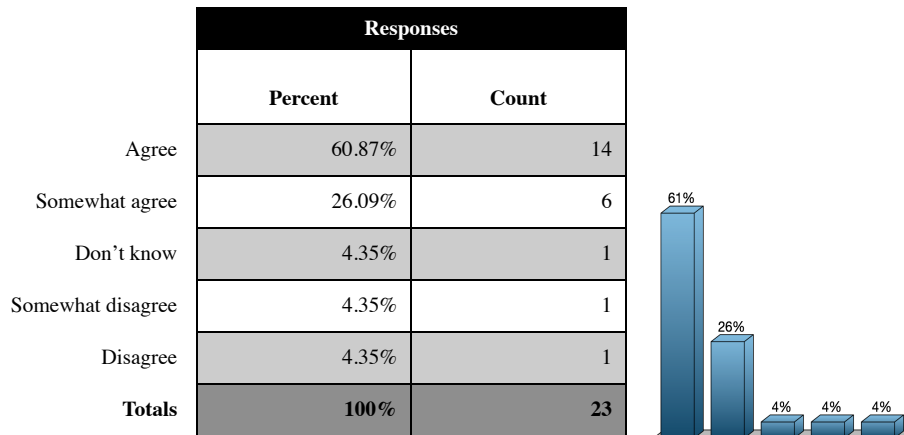 Responses
Percent Count
Agree 60.87% 14
Somewhat agree 26.09% 6
Don’t know 4.35% 1
Somewhat disagree 4.35% 1
Disagree 4.35% 1
Totals 100% 23
61%
26%
4% 4% 4%